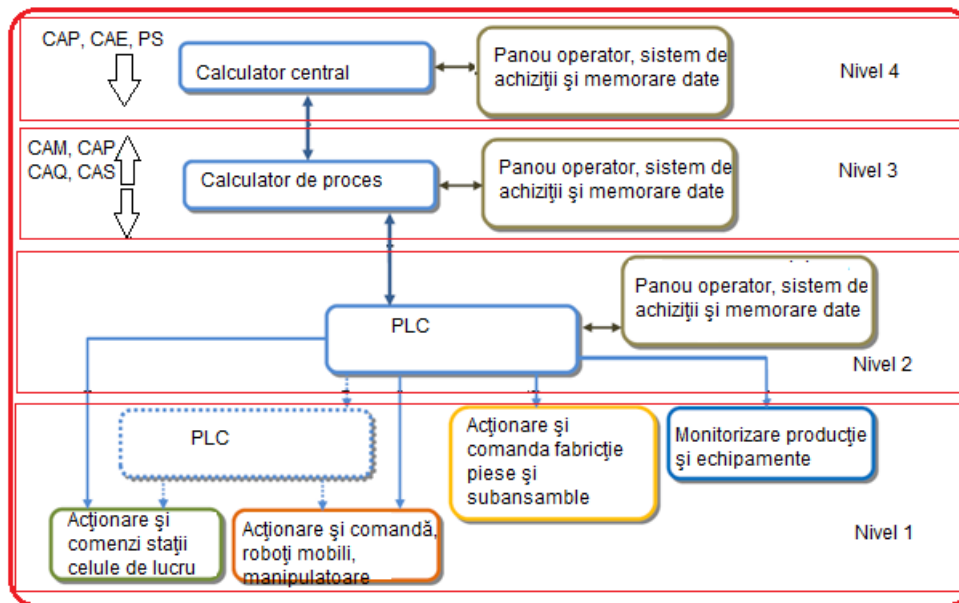 CAP, CAE, PS
Calculator central
Panou operator, sistem de
achiziţii şi memorare date
Nivel 4
CAM, CAP
CAQ, CAS
Calculator de proces
Panou operator, sistem de
achiziţii şi memorare date
Nivel 3
Panou operator, sistem de
achiziţii şi memorare date
PLC
Nivel 2
PLC
Acţionare şi
comanda fabricţie
piese şi
subansamble
Monitorizare producţie
şi echipamente
Acţionare şi
comenzi staţii
celule de lucru
Acţionare şi comandă,
roboţi mobili,
manipulatoare
Nivel 1